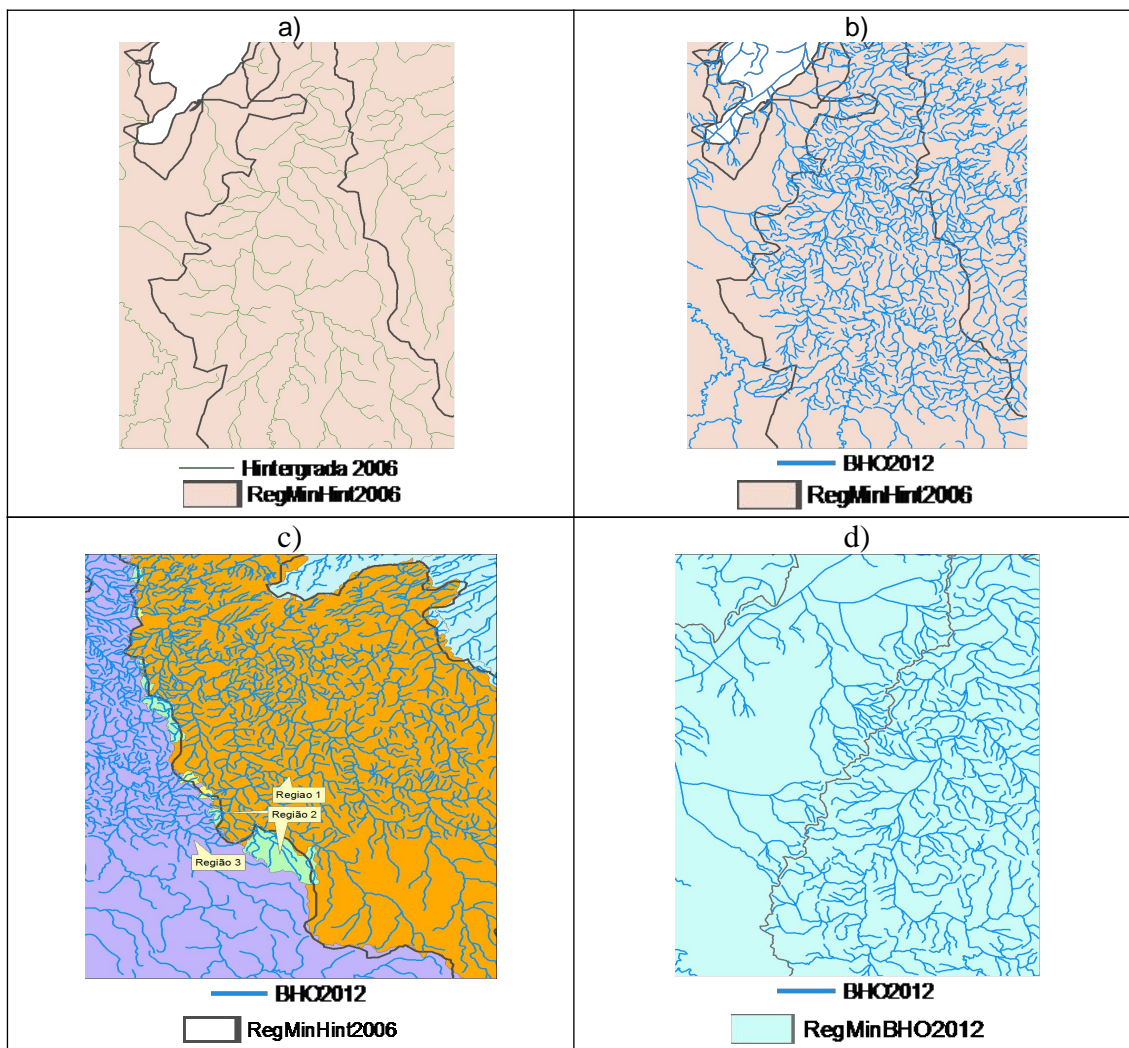 a)
Hintergrada 2006
RegMinHint2006
b)
BHO2012
RegMinHint2006
c)
Regiao 1
Região 2
Região 3
BHO2012
RegMinHint2006
d)
BHO2012
RegMinBHO2012